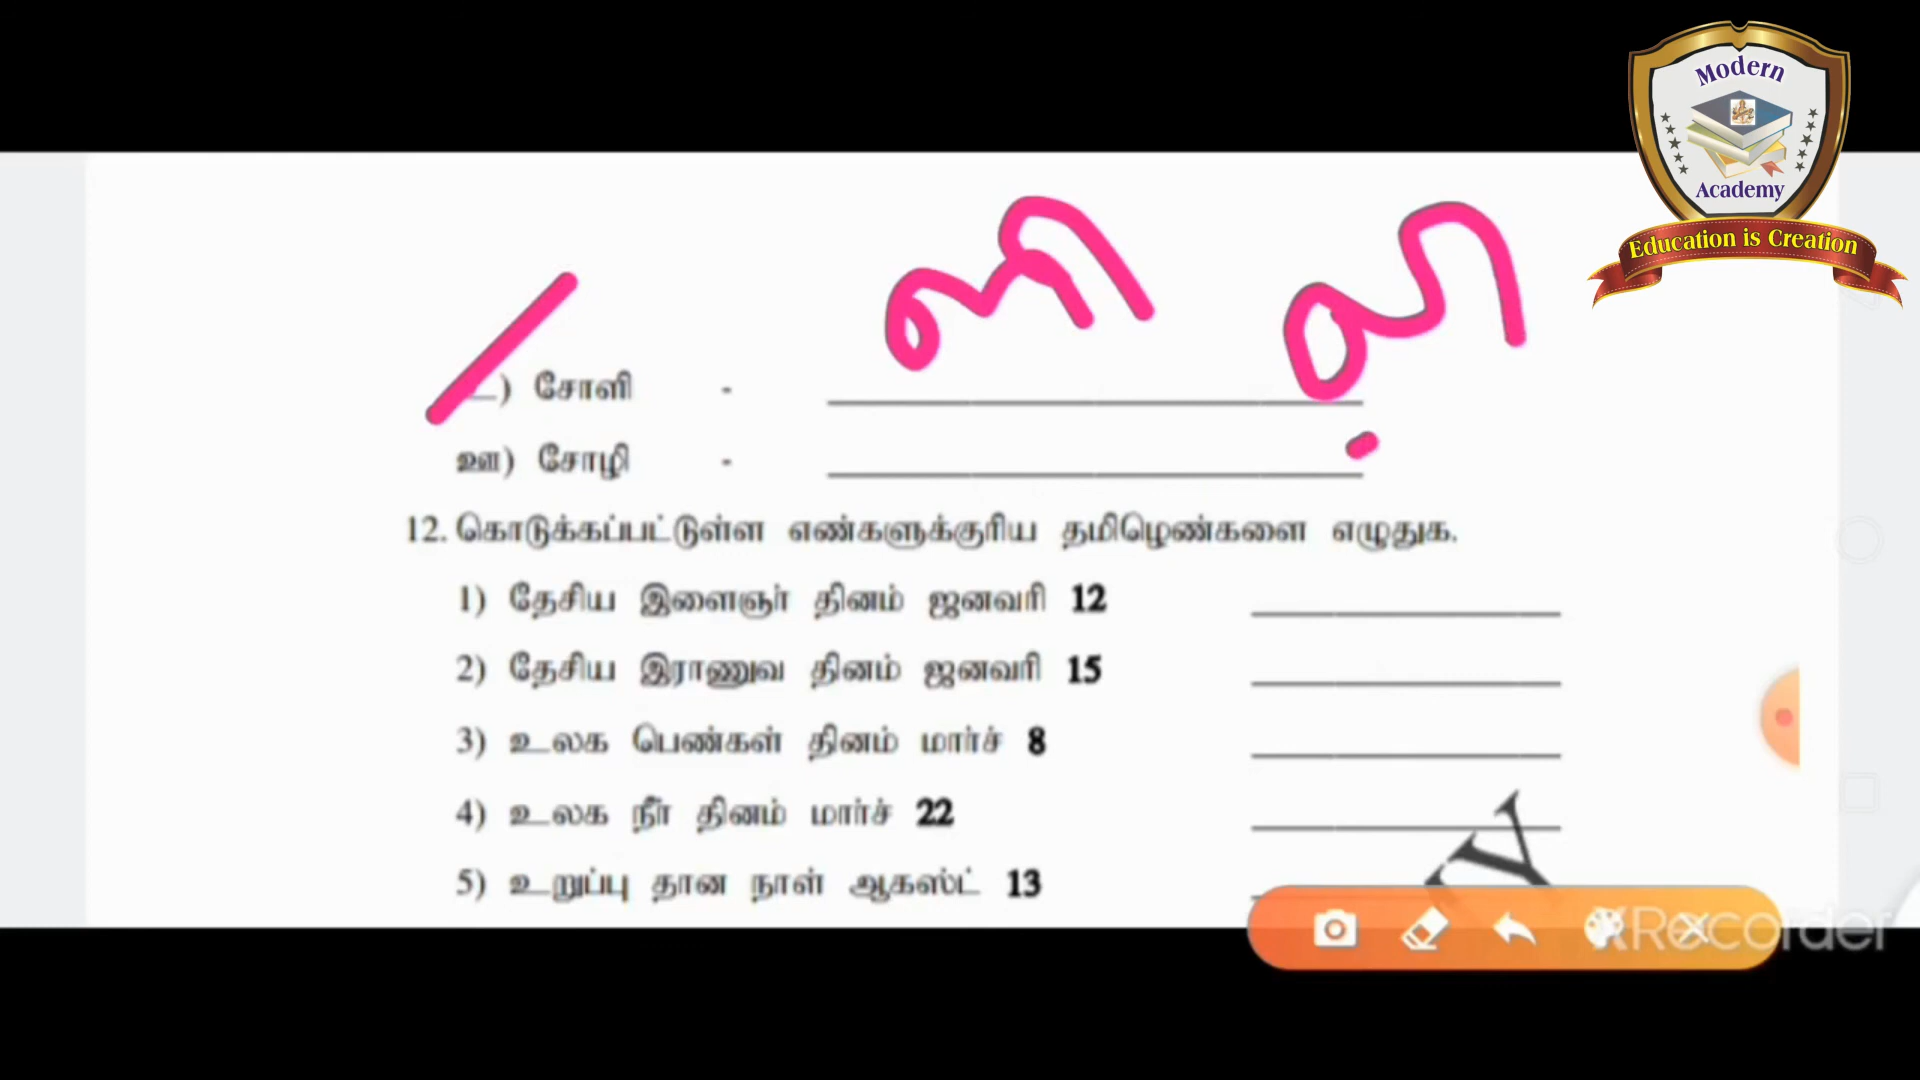 Modern
Academy
Education is Creation
ளி ழி
உ) சோளி -
ஊ) சோழி -
12. கொடுக்கப்பட்டுள்ள எண்களுக்குரிய தமிழெண்களை எழுதுக.
1) தேசிய இளைஞர் தினம் ஜனவரி 12
2) தேசிய இராணுவ தினம் ஜனவரி 15
3) உலக பெண்கள் தினம் மார்ச் 8
4) உலக நீர் தினம் மார்ச் 22
5) உறுப்பு தான நாள் ஆகஸ்ட் 13
Y
XRecorder